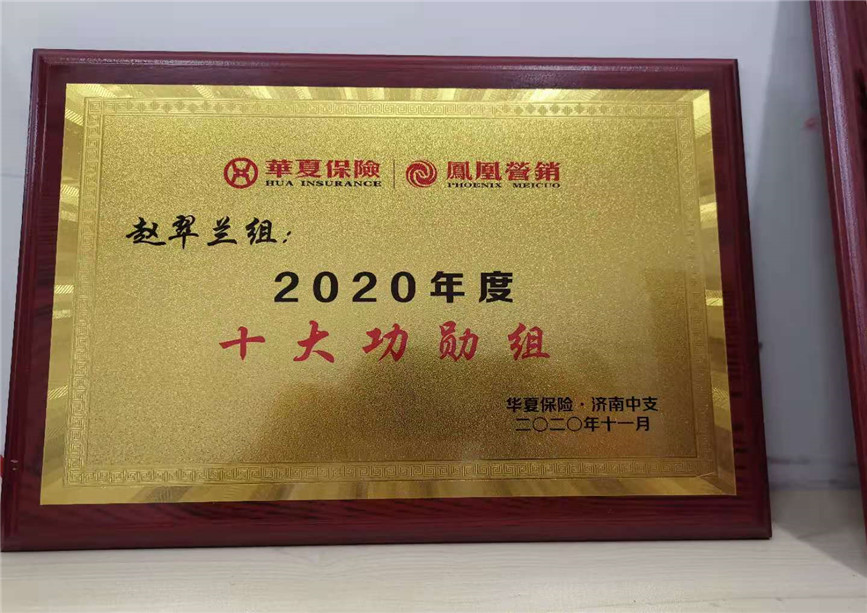 華夏保險 鳳凰營銷
HUA INSURANCE PHOENIX MEICUO
赵翠兰组：
2020年度
十大功勋组
华夏保险·济南中支
二〇二〇年十一月